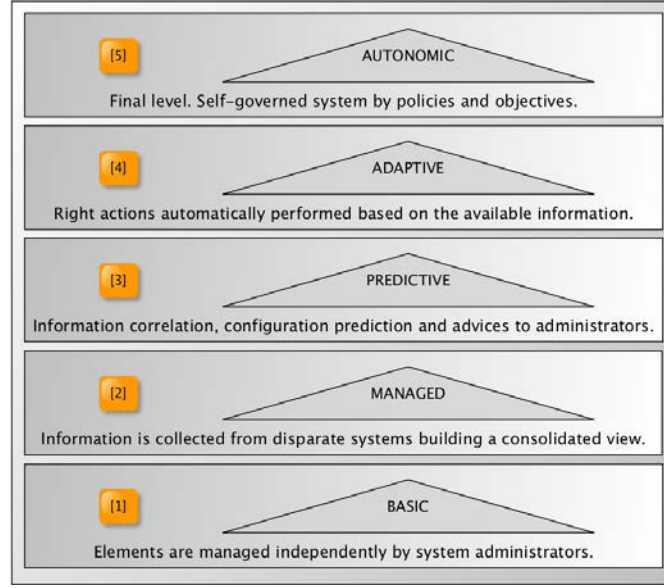 [5] AUTONOMIC
Final level. Self-governed system by policies and objectives.
[4] ADAPTIVE
Right actions automatically performed based on the available information.
[3] PREDICTIVE
Information correlation, configuration prediction and advices to administrators.
[2] MANAGED
Information is collected from disparate systems building a consolidated view.
[1] BASIC
Elements are managed independently by system administrators.